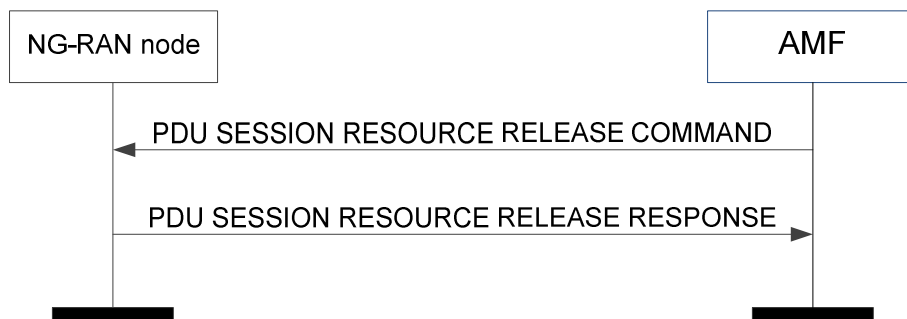 NG-RAN node
AMF
PDU SESSION RESOURCE RELEASE COMMAND
PDU SESSION RESOURCE RELEASE RESPONSE